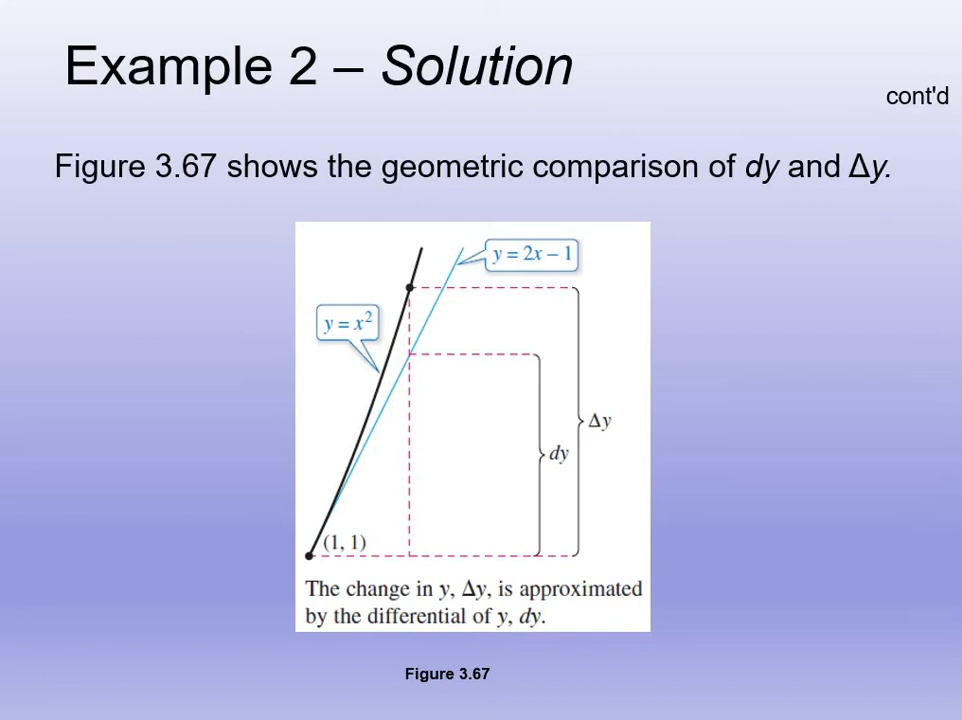 Example 2 – Solution
cont'd
Figure 3.67 shows the geometric comparison of dy and Δy.
y = 2x – 1
y = x²
Δy
dy
(1, 1)
The change in y, Δy, is approximated
by the differential of y, dy.
Figure 3.67